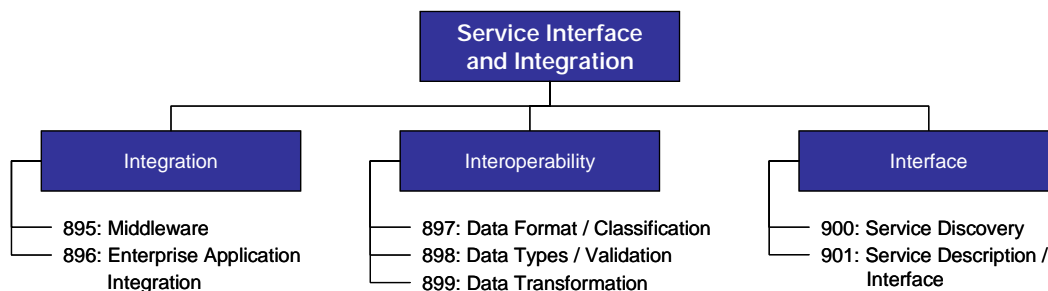 Service Interface
and Integration
Integration
Interoperability
Interface
895: Middleware
896: Enterprise Application
Integration
897: Data Format / Classification
898: Data Types / Validation
899: Data Transformation
900: Service Discovery
901: Service Description /
Interface